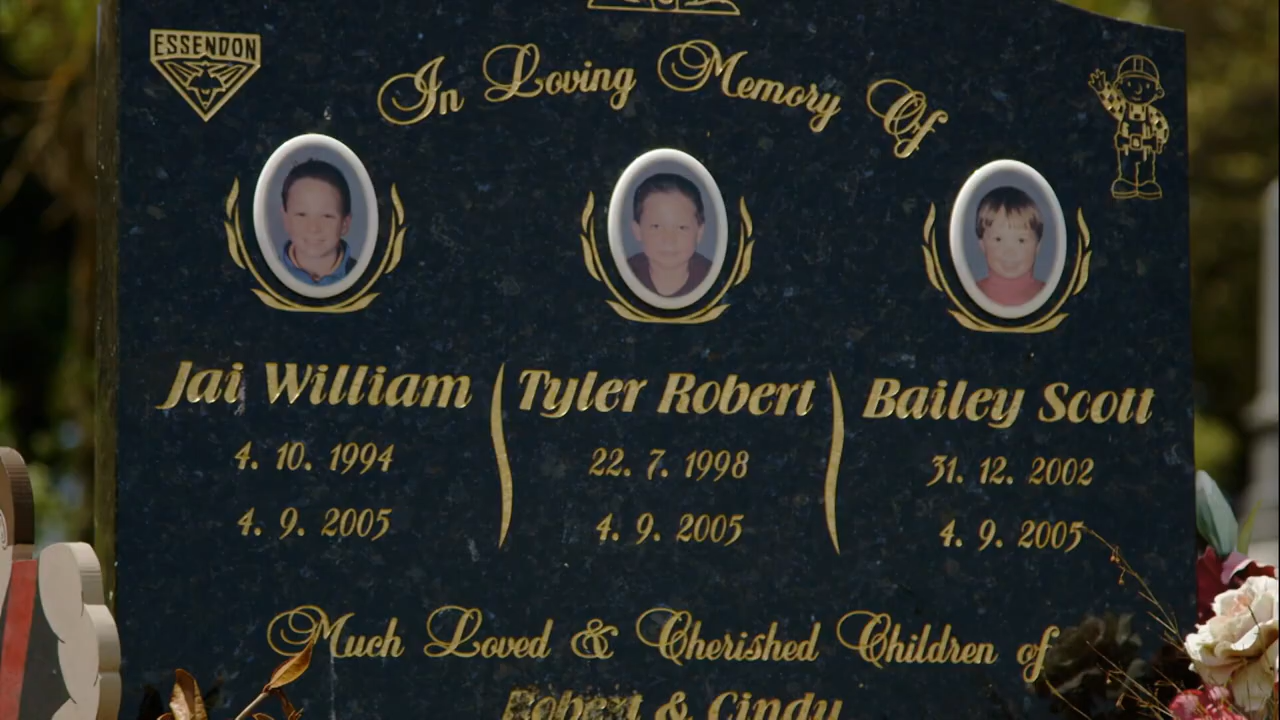 ESSENDON
In Loving Memory Of
Jai William
4. 10. 1994
4. 9. 2005
Tyler Robert
22. 7. 1998
4. 9. 2005
Bailey Scott
31. 12. 2002
4. 9. 2005
Much Loved & Cherished Children of
Robert & Cindy